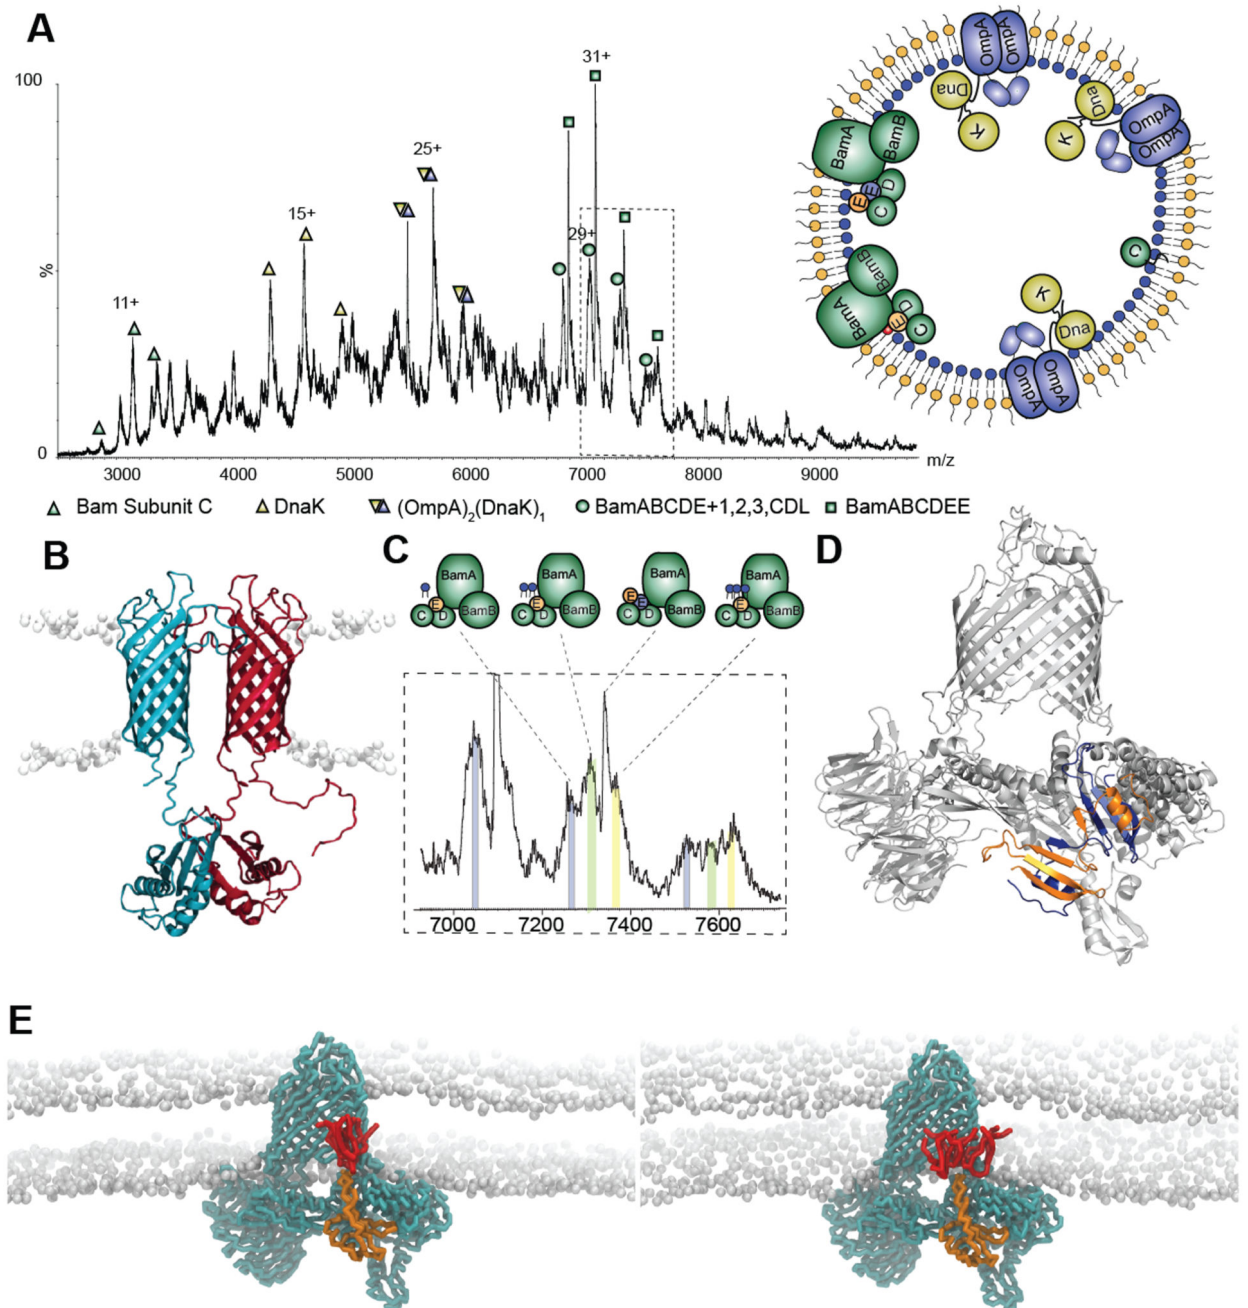 A
100
%
0
11+
15+
25+
29+
31+
3000 4000 5000 6000 7000 8000 9000 m/z
Bam Subunit C DnaK (OmpA)2(DnaK)1 BamABCDE+1,2,3,CDL BamABCDEE
OmpA OmpA
Dna K
Dna K
OmpA OmpA
BamA BamB
E E D C
C
BamB BamA
E D C
K Dna
OmpA OmpA
B
C
BamA BamA BamA BamA
E E E E E
C D BamB C D BamB C D BamB C D BamB
7000 7200 7400 7600
D
E